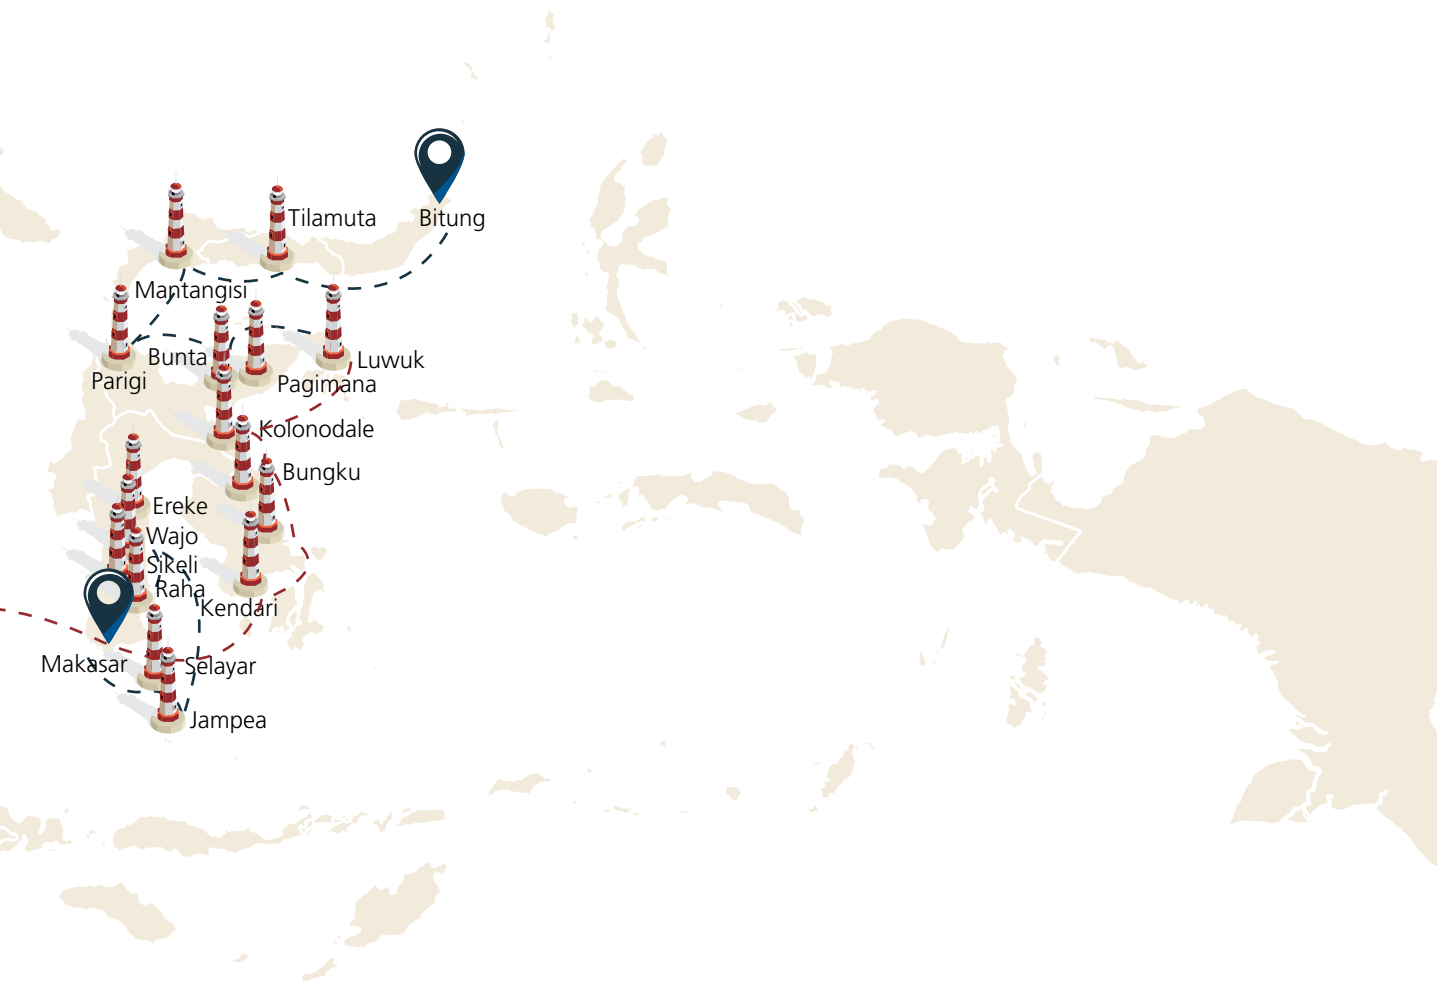 Tilamuta
Bitung
Mantangisi
Bunta
Luwuk
Parigi
Pagimana
Kolonodale
Bungku
Ereke
Wajo
Sikeli
Raha
Kendari
Makasar
Selayar
Jampea